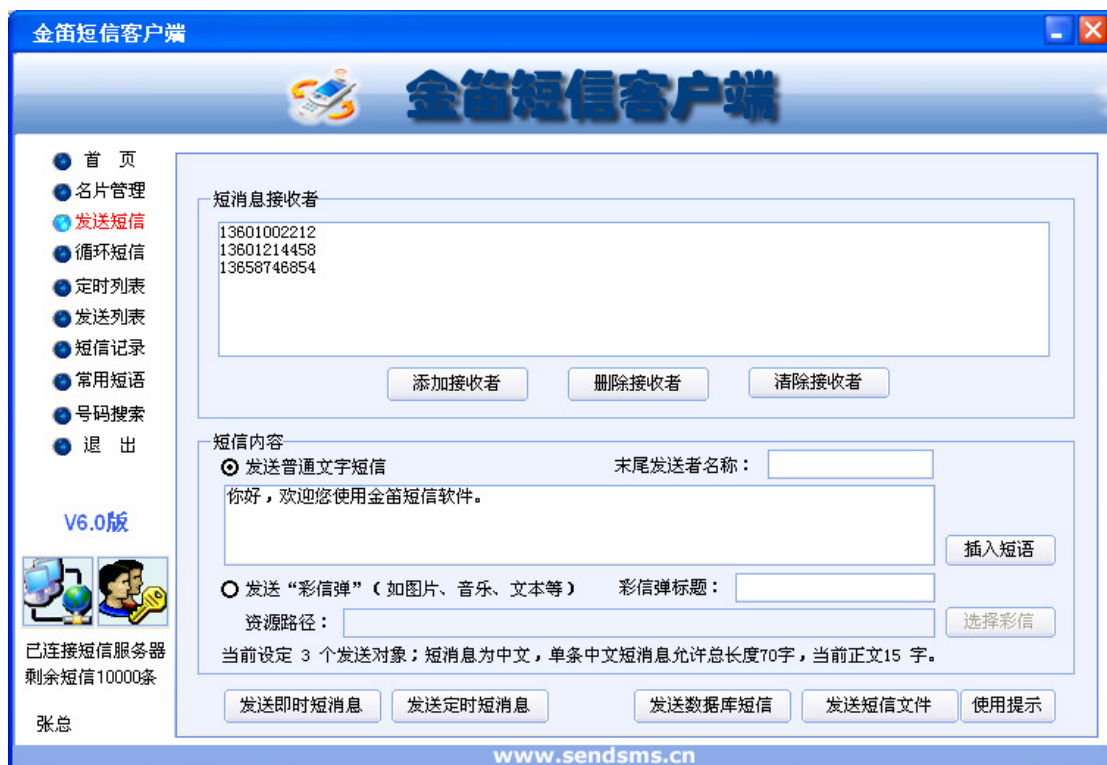 金笛短信客户端
金笛短信客户端
首 页
名片管理
发送短信
循环短信
定时列表
发送列表
短信记录
常用短语
号码搜索
退 出
V6.0版
已连接短信服务器
剩余短信10000条
张总
短消息接收者
13601002212
13601214458
13658746854
添加接收者 删除接收者 清除接收者
短信内容
发送普通文字短信 末尾发送者名称：
你好，欢迎您使用金笛短信软件。
插入短语
发送“彩信弹”（如图片、音乐、文本等） 彩信弹标题：
资源路径： 选择彩信
当前设定 3 个发送对象；短消息为中文，单条中文短消息允许总长度70字，当前正文15 字。
发送即时短消息 发送定时短消息 发送数据库短信 发送短信文件 使用提示
www.sendsms.cn